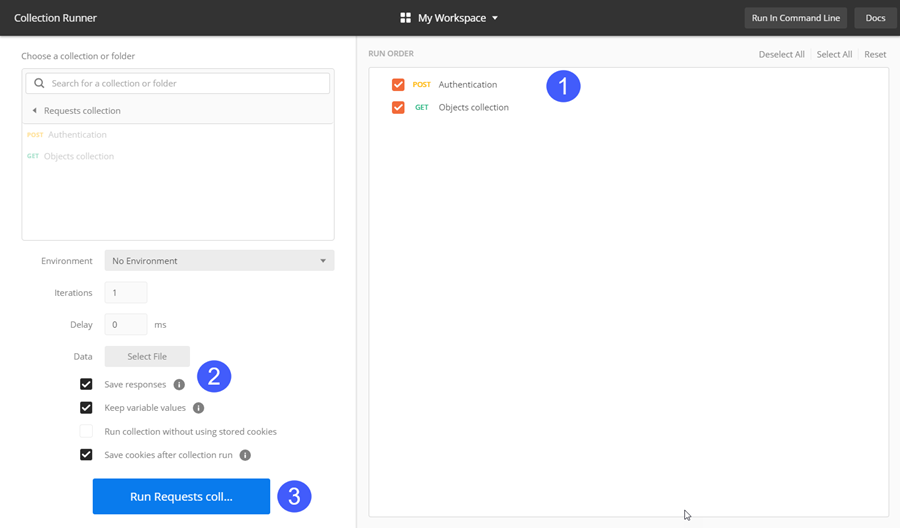 Collection Runner
My Workspace
Run In Command Line
Docs
Choose a collection or folder
Search for a collection or folder
Requests collection
POST Authentication
GET Objects collection
Environment No Environment
Iterations 1
Delay 0 ms
Data Select File
2
Save responses
Keep variable values
Run collection without using stored cookies
Save cookies after collection run
Run Requests coll...
3
RUN ORDER
Deselect All Select All Reset
POST Authentication
1
GET Objects collection